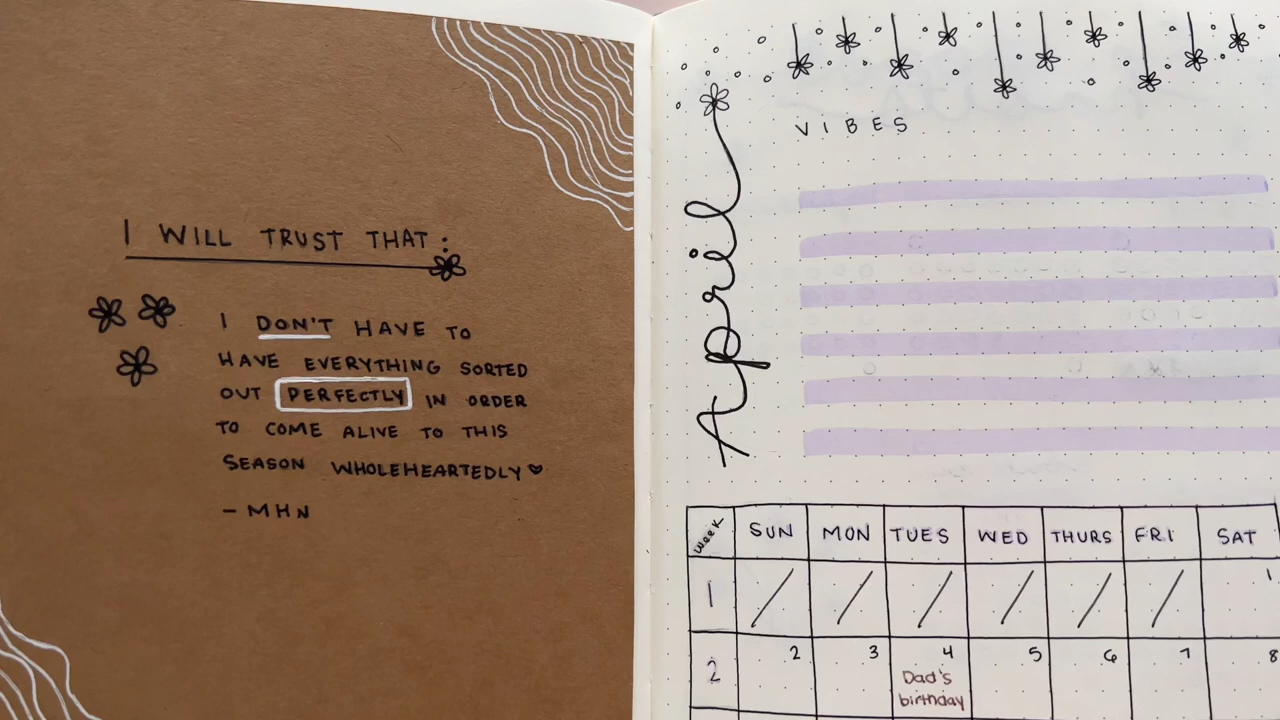 I WILL TRUST THAT:
I DON'T HAVE TO
HAVE EVERYTHING SORTED
OUT PERFECTLY IN ORDER
TO COME ALIVE TO THIS
SEASON WHOLEHEARTEDLY
- MHN
April
VIBES
Week SUN MON TUES WED THURS FRI SAT
1 / / / / / / 1
2 2 3 4 5 6 7 8
Dad's
birthday